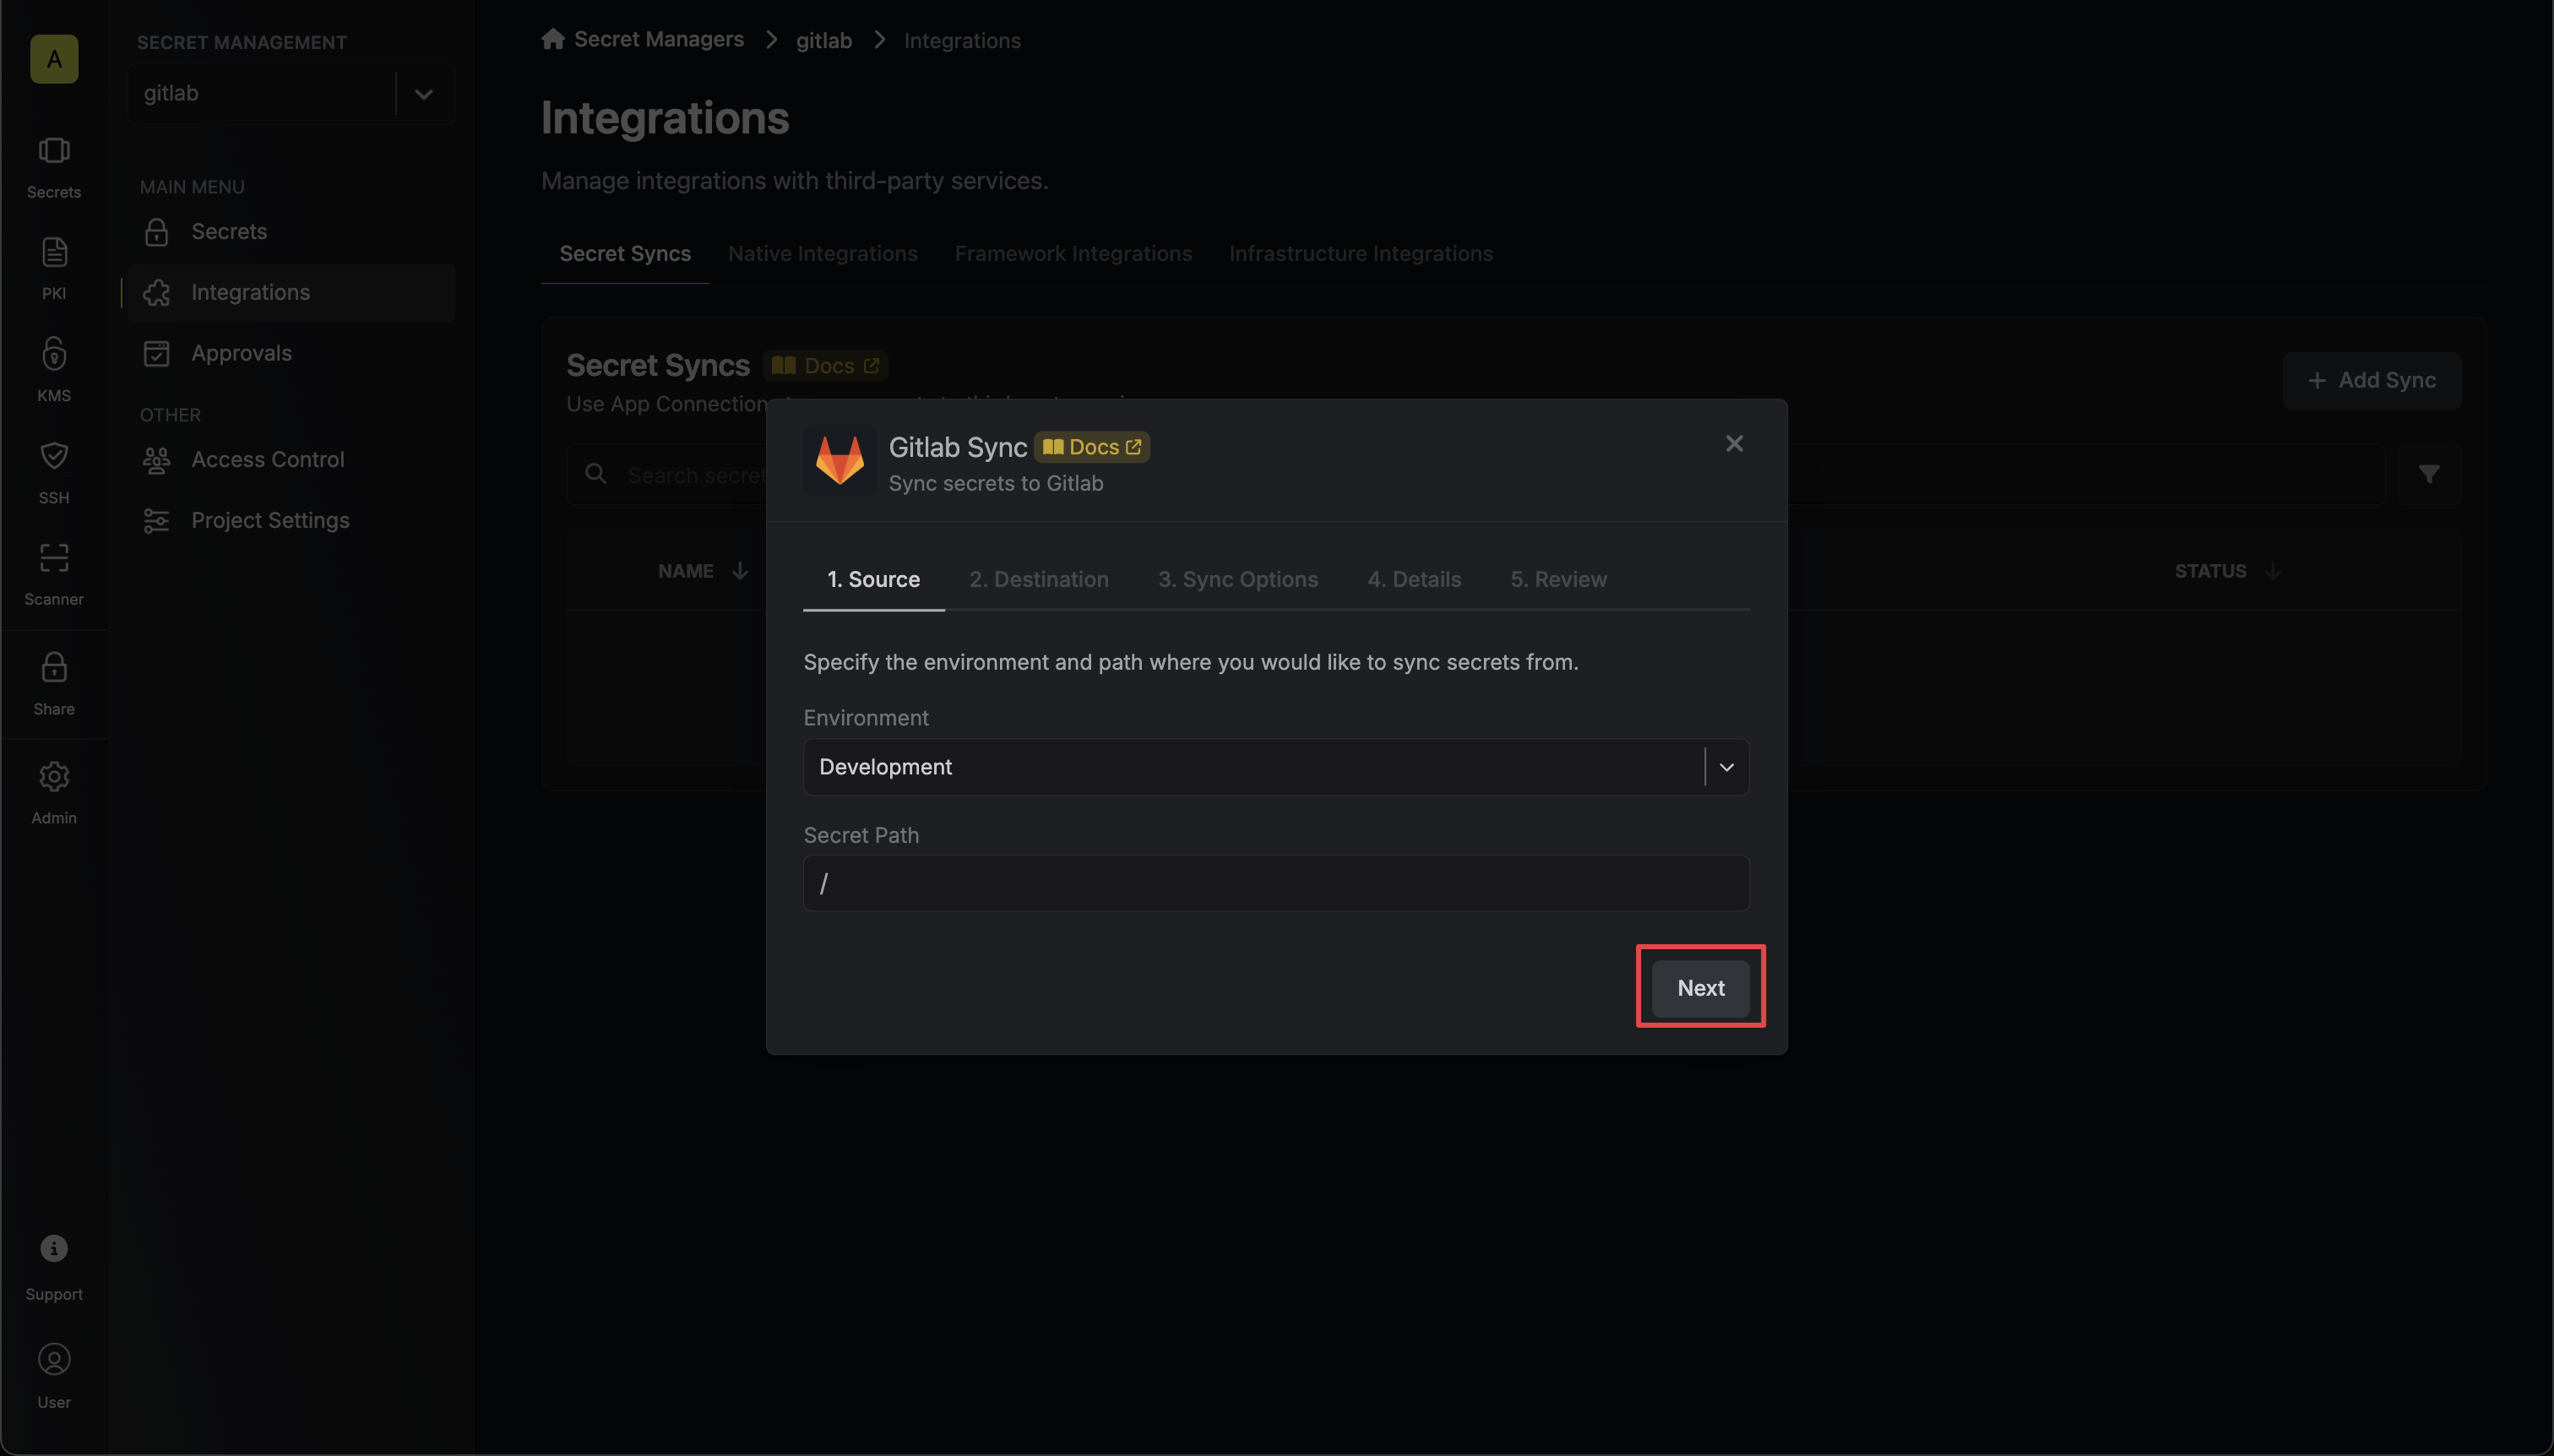 A
Secrets
PKI
KMS
SSH
Scanner
Share
Admin
Support
User
SECRET MANAGEMENT
gitlab
MAIN MENU
Secrets
Integrations
Approvals
OTHER
Access Control
Project Settings
Secret Managers gitlab Integrations
Integrations
Manage integrations with third-party services.
Secret Syncs Native Integrations Framework Integrations Infrastructure Integrations
Secret Syncs Docs
Add Sync
Use App Connection
Search secret
NAME
STATUS
Gitlab Sync Docs
Sync secrets to Gitlab
1. Source 2. Destination 3. Sync Options 4. Details 5. Review
Specify the environment and path where you would like to sync secrets from.
Environment
Development
Secret Path
/
Next